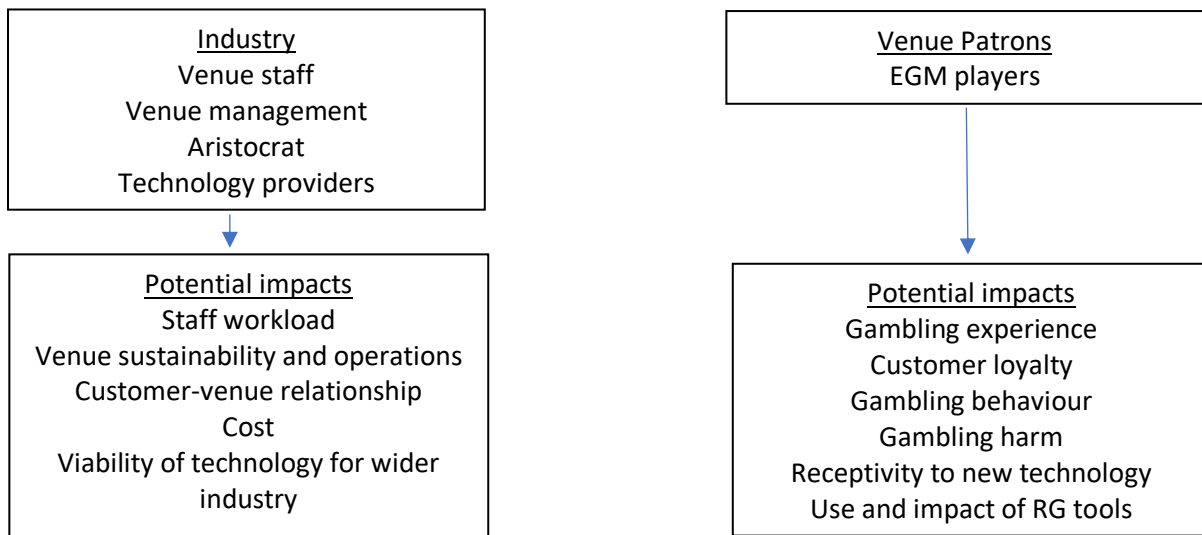 Industry
Venue staff
Venue management
Aristocrat
Technology providers
Venue Patrons
EGM players
Potential impacts
Staff workload
Venue sustainability and operations
Customer-venue relationship
Cost
Viability of technology for wider
industry
Potential impacts
Gambling experience
Customer loyalty
Gambling behaviour
Gambling harm
Receptivity to new technology
Use and impact of RG tools